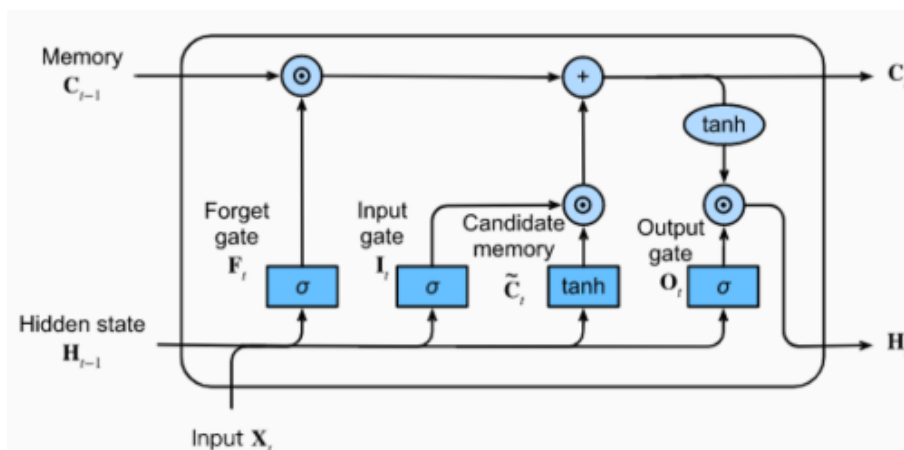 Memory
C_{t-1}
⊙
+
C
tanh
Forget
gate
F_t
Input
gate
I_t
⊙
Candidate
memory
C̃_t
Output
gate
O_t
⊙
σ
σ
tanh
σ
Hidden state
H_{t-1}
H
Input X_t